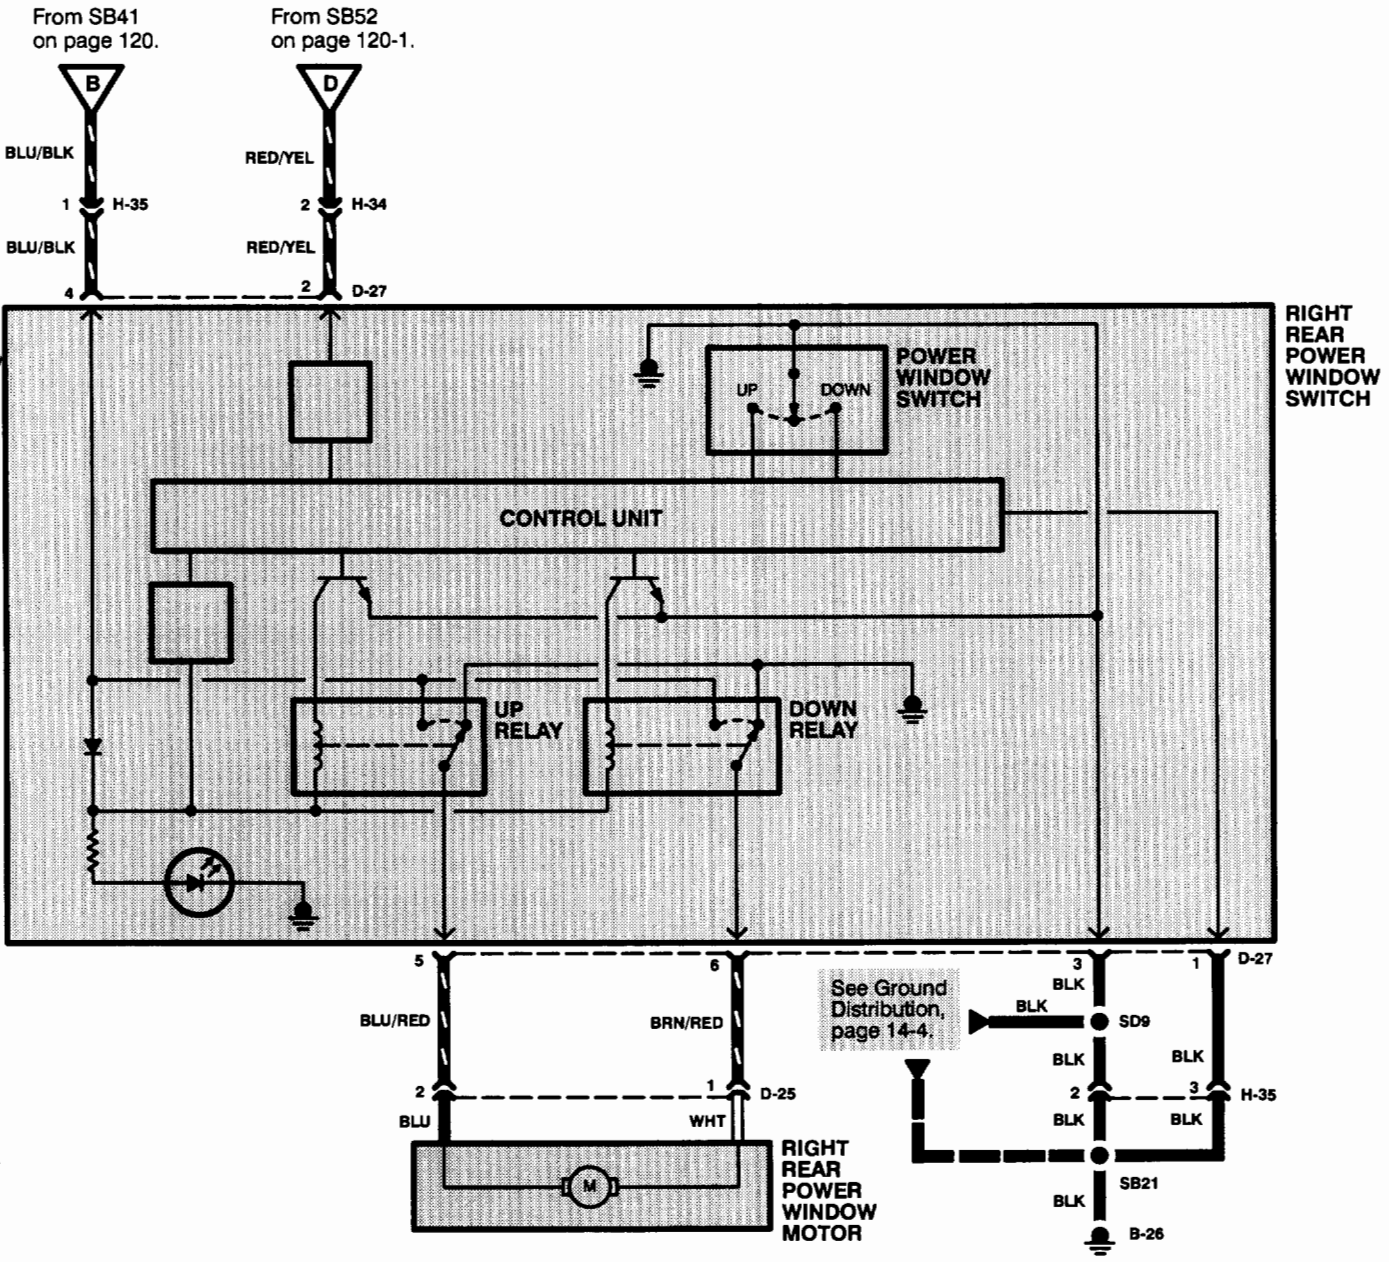 From SB41
on page 120.
From SB52
on page 120-1.
B
D
BLU/BLK
RED/YEL
1
H-35
2
H-34
BLU/BLK
RED/YEL
4
2
D-27
RIGHT
REAR
POWER
WINDOW
SWITCH
POWER
WINDOW
SWITCH
UP
DOWN
CONTROL UNIT
UP
RELAY
DOWN
RELAY
5
6
3
1
D-27
BLK
See Ground
Distribution,
page 14-4.
BLK
SD9
BLU/RED
BRN/RED
BLK
BLK
2
1
D-25
2
3
H-35
BLU
WHT
BLK
BLK
RIGHT
REAR
POWER
WINDOW
MOTOR
M
SB21
BLK
B-26